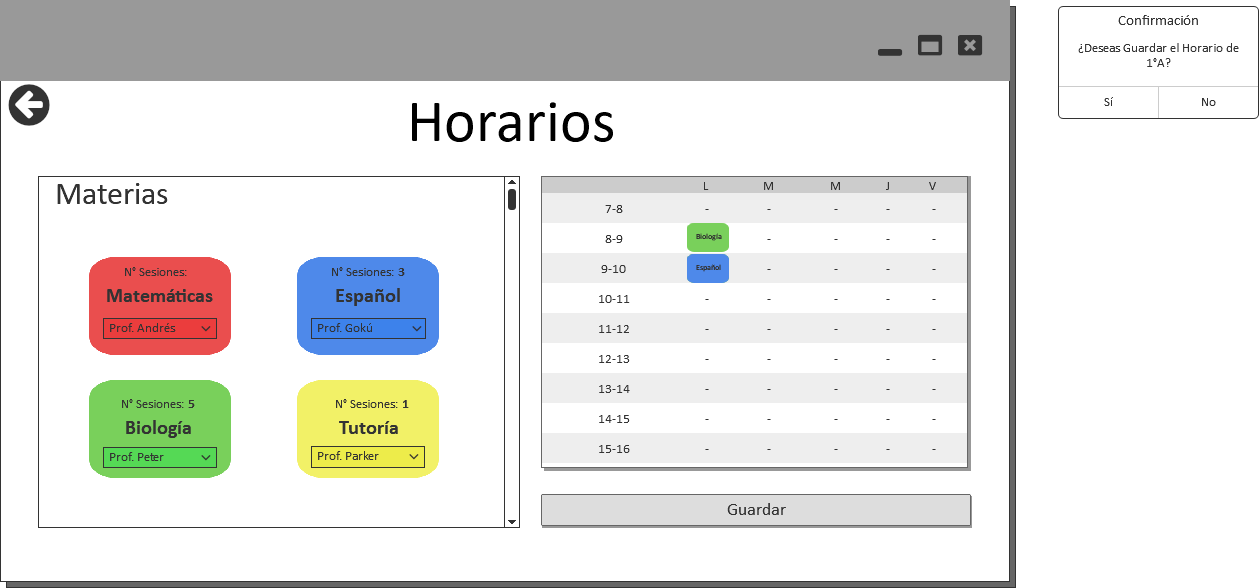 Horarios
Materias
N° Sesiones:
Matemáticas
Prof. Andrés
N° Sesiones: 3
Español
Prof. Gokú
N° Sesiones: 5
Biología
Prof. Peter
N° Sesiones: 1
Tutoría
Prof. Parker
L M M J V
7-8 - - - - -
8-9 Biología - - - -
9-10 Español - - - -
10-11 - - - - -
11-12 - - - - -
12-13 - - - - -
13-14 - - - - -
14-15 - - - - -
15-16 - - - - -
Guardar
Confirmación
¿Deseas Guardar el Horario de
1°A?
Sí No